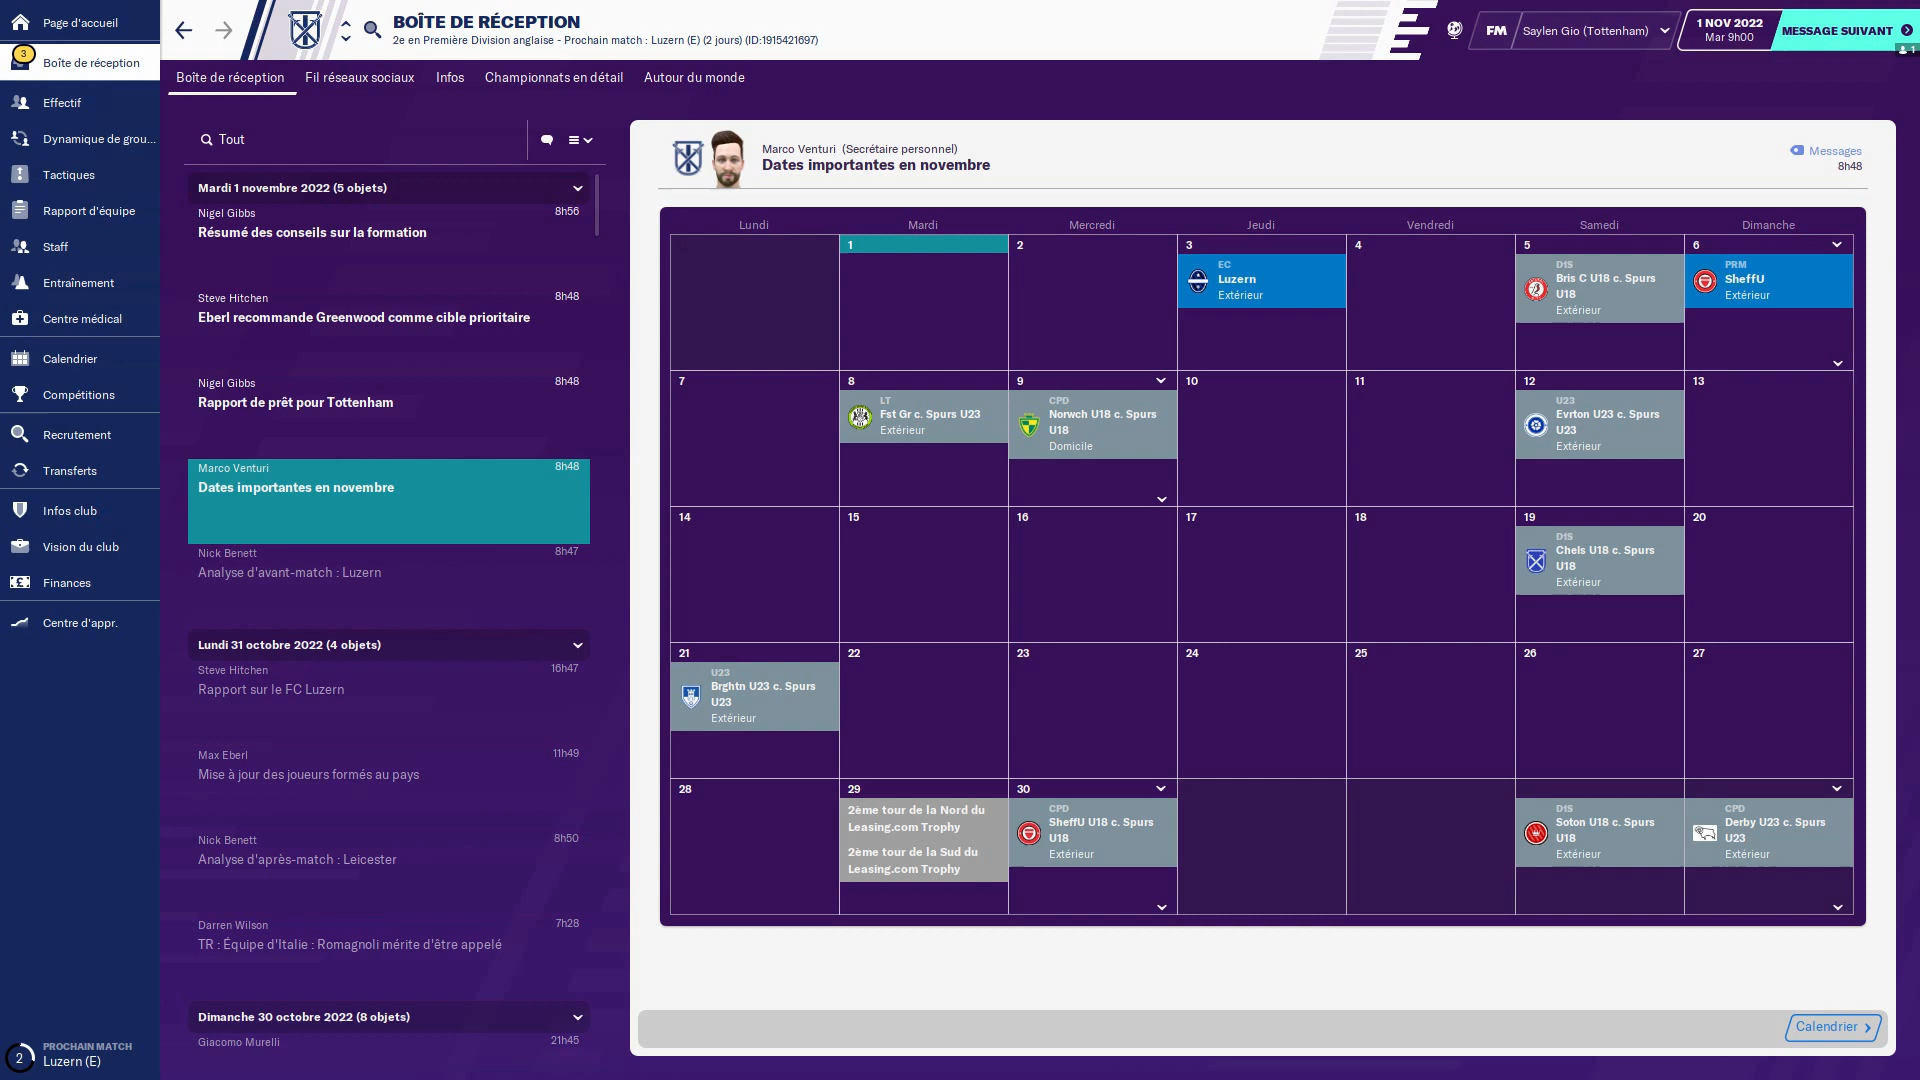 Page d'accueil
3
Boîte de réception
Effectif
Dynamique de grou...
Tactiques
Rapport d'équipe
Staff
Entraînement
Centre médical
Calendrier
Compétitions
Recrutement
Transferts
Infos club
Vision du club
Finances
Centre d'appr.
2
PROCHAIN MATCH
Luzern (E)
BOÎTE DE RÉCEPTION
2e en Première Division anglaise - Prochain match : Luzern (E) (2 jours) (ID:1915421697)
FM
Saylen Gio (Tottenham)
1 NOV 2022
Mar 9h00
MESSAGE SUIVANT
1
Boîte de réception Fil réseaux sociaux Infos Championnats en détail Autour du monde
Tout
Mardi 1 novembre 2022 (5 objets)
Nigel Gibbs 8h56
Résumé des conseils sur la formation
Steve Hitchen 8h48
Eberl recommande Greenwood comme cible prioritaire
Nigel Gibbs 8h48
Rapport de prêt pour Tottenham
Marco Venturi 8h48
Dates importantes en novembre
Nick Benett 8h47
Analyse d'avant-match : Luzern
Lundi 31 octobre 2022 (4 objets)
Steve Hitchen 16h47
Rapport sur le FC Luzern
Max Eberl 11h49
Mise à jour des joueurs formés au pays
Nick Benett 8h50
Analyse d'après-match : Leicester
Darren Wilson 7h28
TR : Équipe d'Italie : Romagnoli mérite d'être appelé
Dimanche 30 octobre 2022 (8 objets)
Giacomo Murelli 21h45
Marco Venturi (Secrétaire personnel)
Dates importantes en novembre
Messages
8h48
Lundi Mardi Mercredi Jeudi Vendredi Samedi Dimanche
1
2
3
EC
Luzern
Extérieur
4
5
D1S
Bris C U18 c. Spurs
U18
Extérieur
6
PRM
SheffU
Extérieur
7
8
LT
Fst Gr c. Spurs U23
Extérieur
9
CPD
Norwch U18 c. Spurs
U18
Domicile
10
11
12
U23
Evrton U23 c. Spurs
U23
Extérieur
13
14
15
16
17
18
19
D1S
Chels U18 c. Spurs
U18
Extérieur
20
21
U23
Brghtn U23 c. Spurs
U23
Extérieur
22
23
24
25
26
27
28
29
2ème tour de la Nord du
Leasing.com Trophy
2ème tour de la Sud du
Leasing.com Trophy
30
CPD
SheffU U18 c. Spurs
U18
Extérieur
D1S
Soton U18 c. Spurs
U18
Extérieur
CPD
Derby U23 c. Spurs
U23
Extérieur
Calendrier